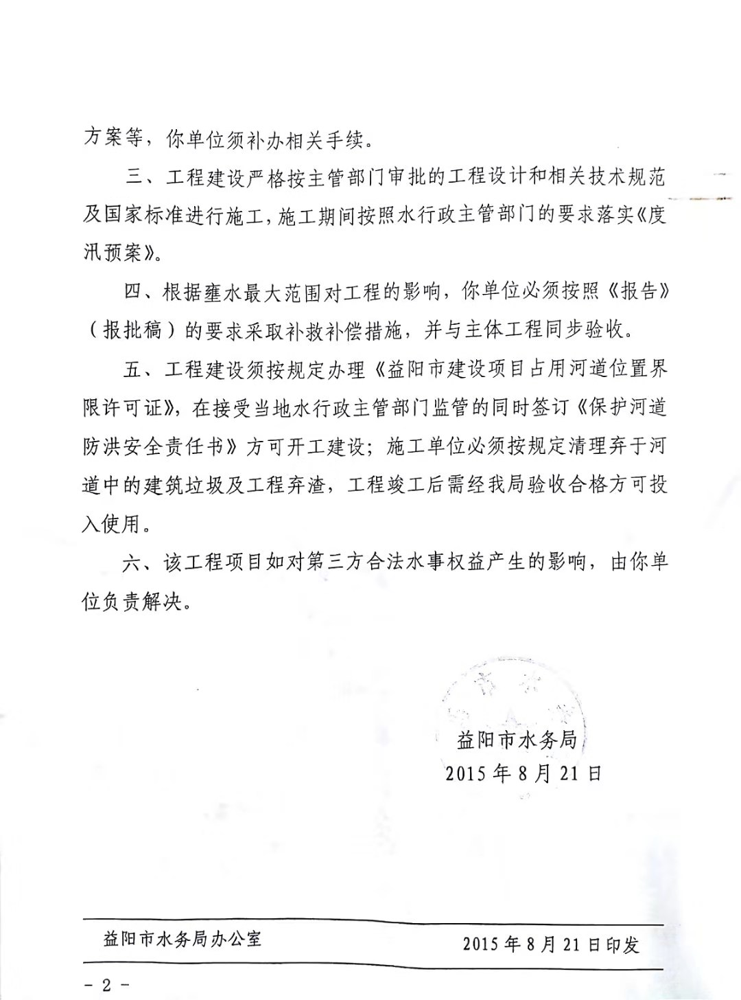 方案等，你单位须补办相关手续。
三、工程建设严格按主管部门审批的工程设计和相关技术规范
及国家标准进行施工，施工期间按照水行政主管部门的要求落实《度
汛预案》。
四、根据壅水最大范围对工程的影响，你单位必须按照《报告》
（报批稿）的要求采取补救补偿措施，并与主体工程同步验收。
五、工程建设须按规定办理《益阳市建设项目占用河道位置界
限许可证》，在接受当地水行政主管部门监管的同时签订《保护河道
防洪安全责任书》方可开工建设；施工单位必须按规定清理弃于河
道中的建筑垃圾及工程弃渣，工程竣工后需经我局验收合格方可投
入使用。
六、该工程项目如对第三方合法水事权益产生的影响，由你单
位负责解决。
益阳市水务局
2015年8月21日
益阳市水务局办公室
2015年8月21日印发
- 2 -